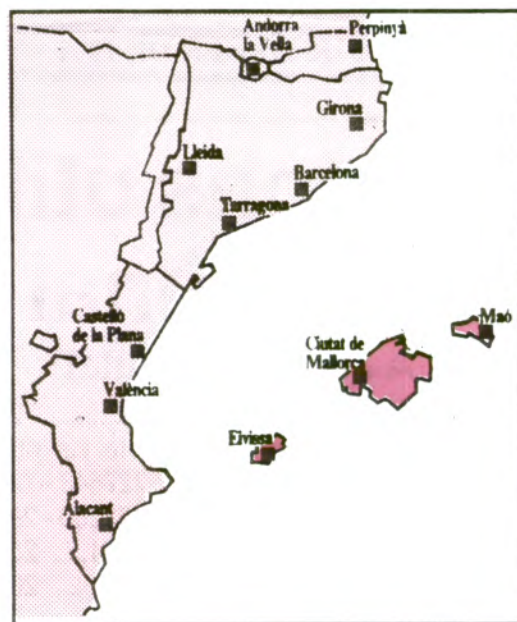 Andorra
la Vella
Perpinyà
Girona
Lleida
Barcelona
Tarragona
Castelló
de la Plana
Ciutat de
Mallorca
Maó
València
Eivissa
Alacant